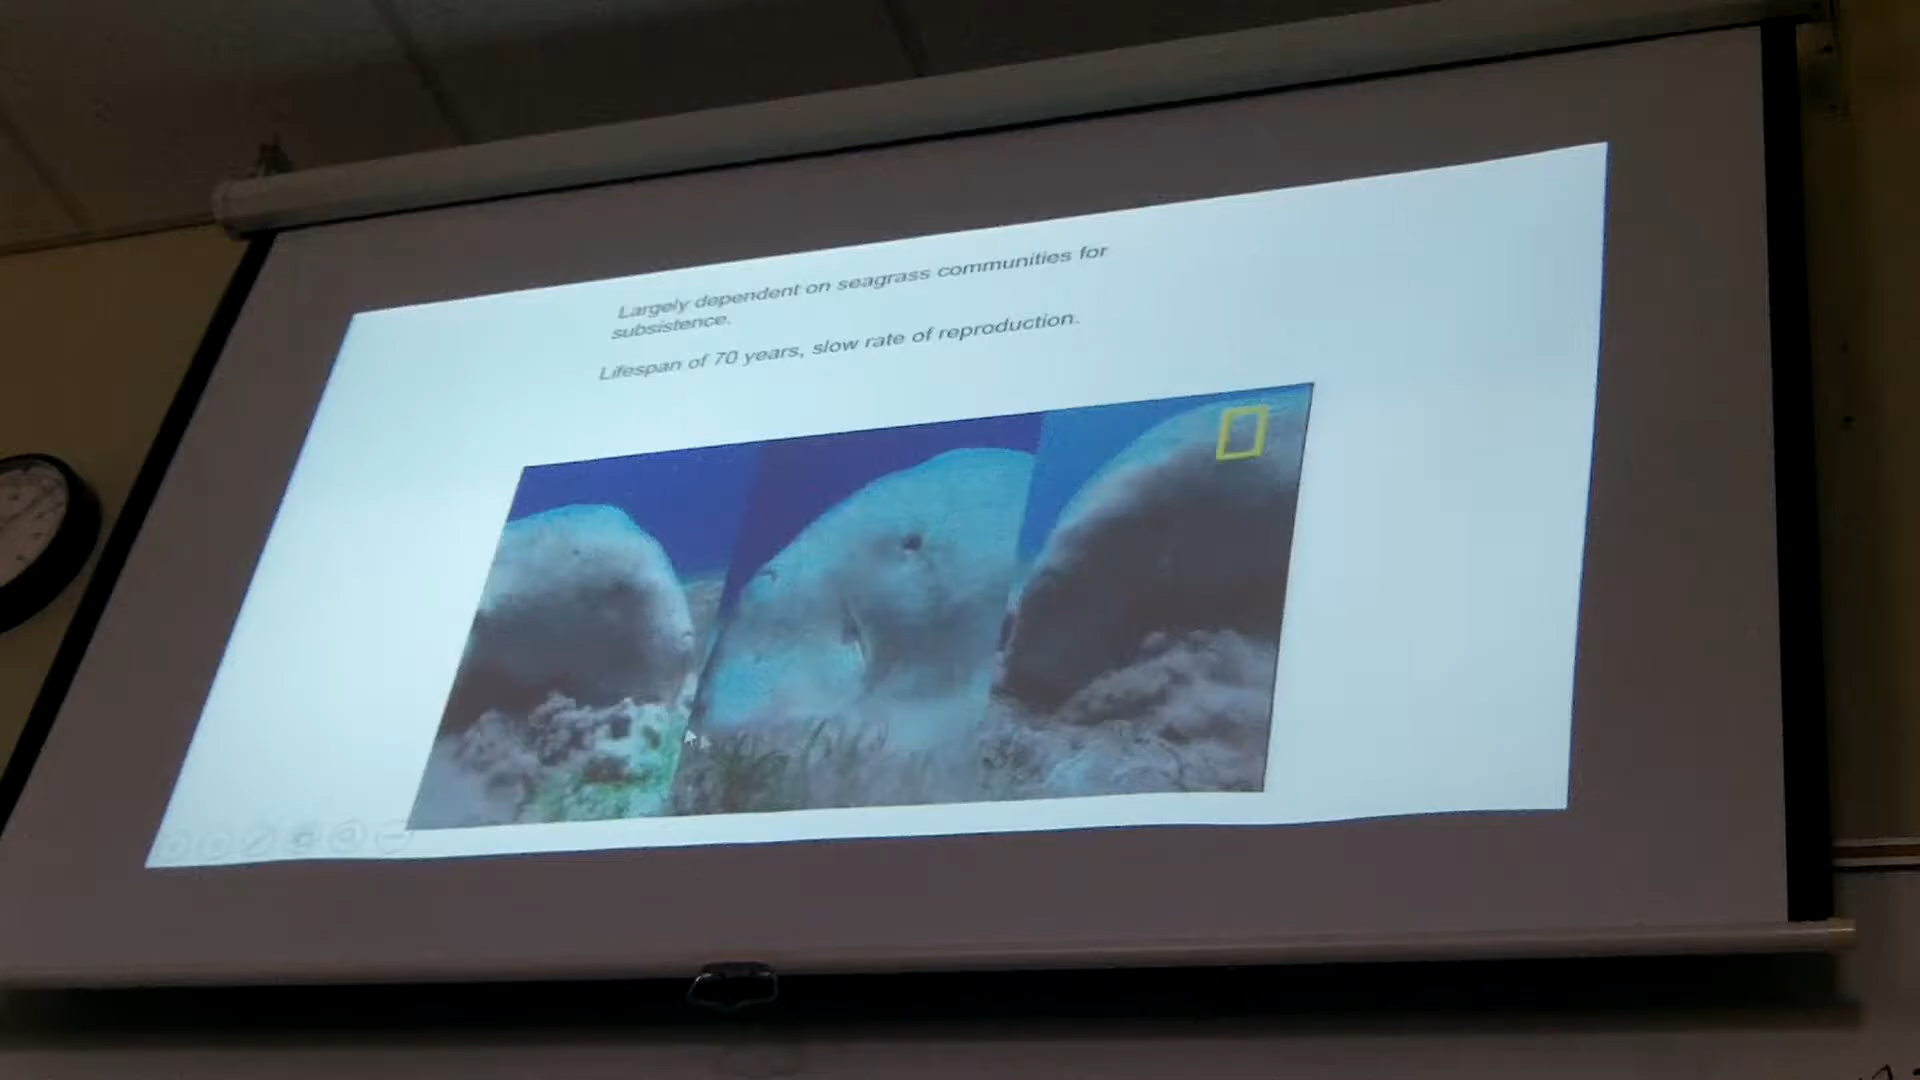 Largely dependent on seagrass communities for
subsistence.
Lifespan of 70 years, slow rate of reproduction.